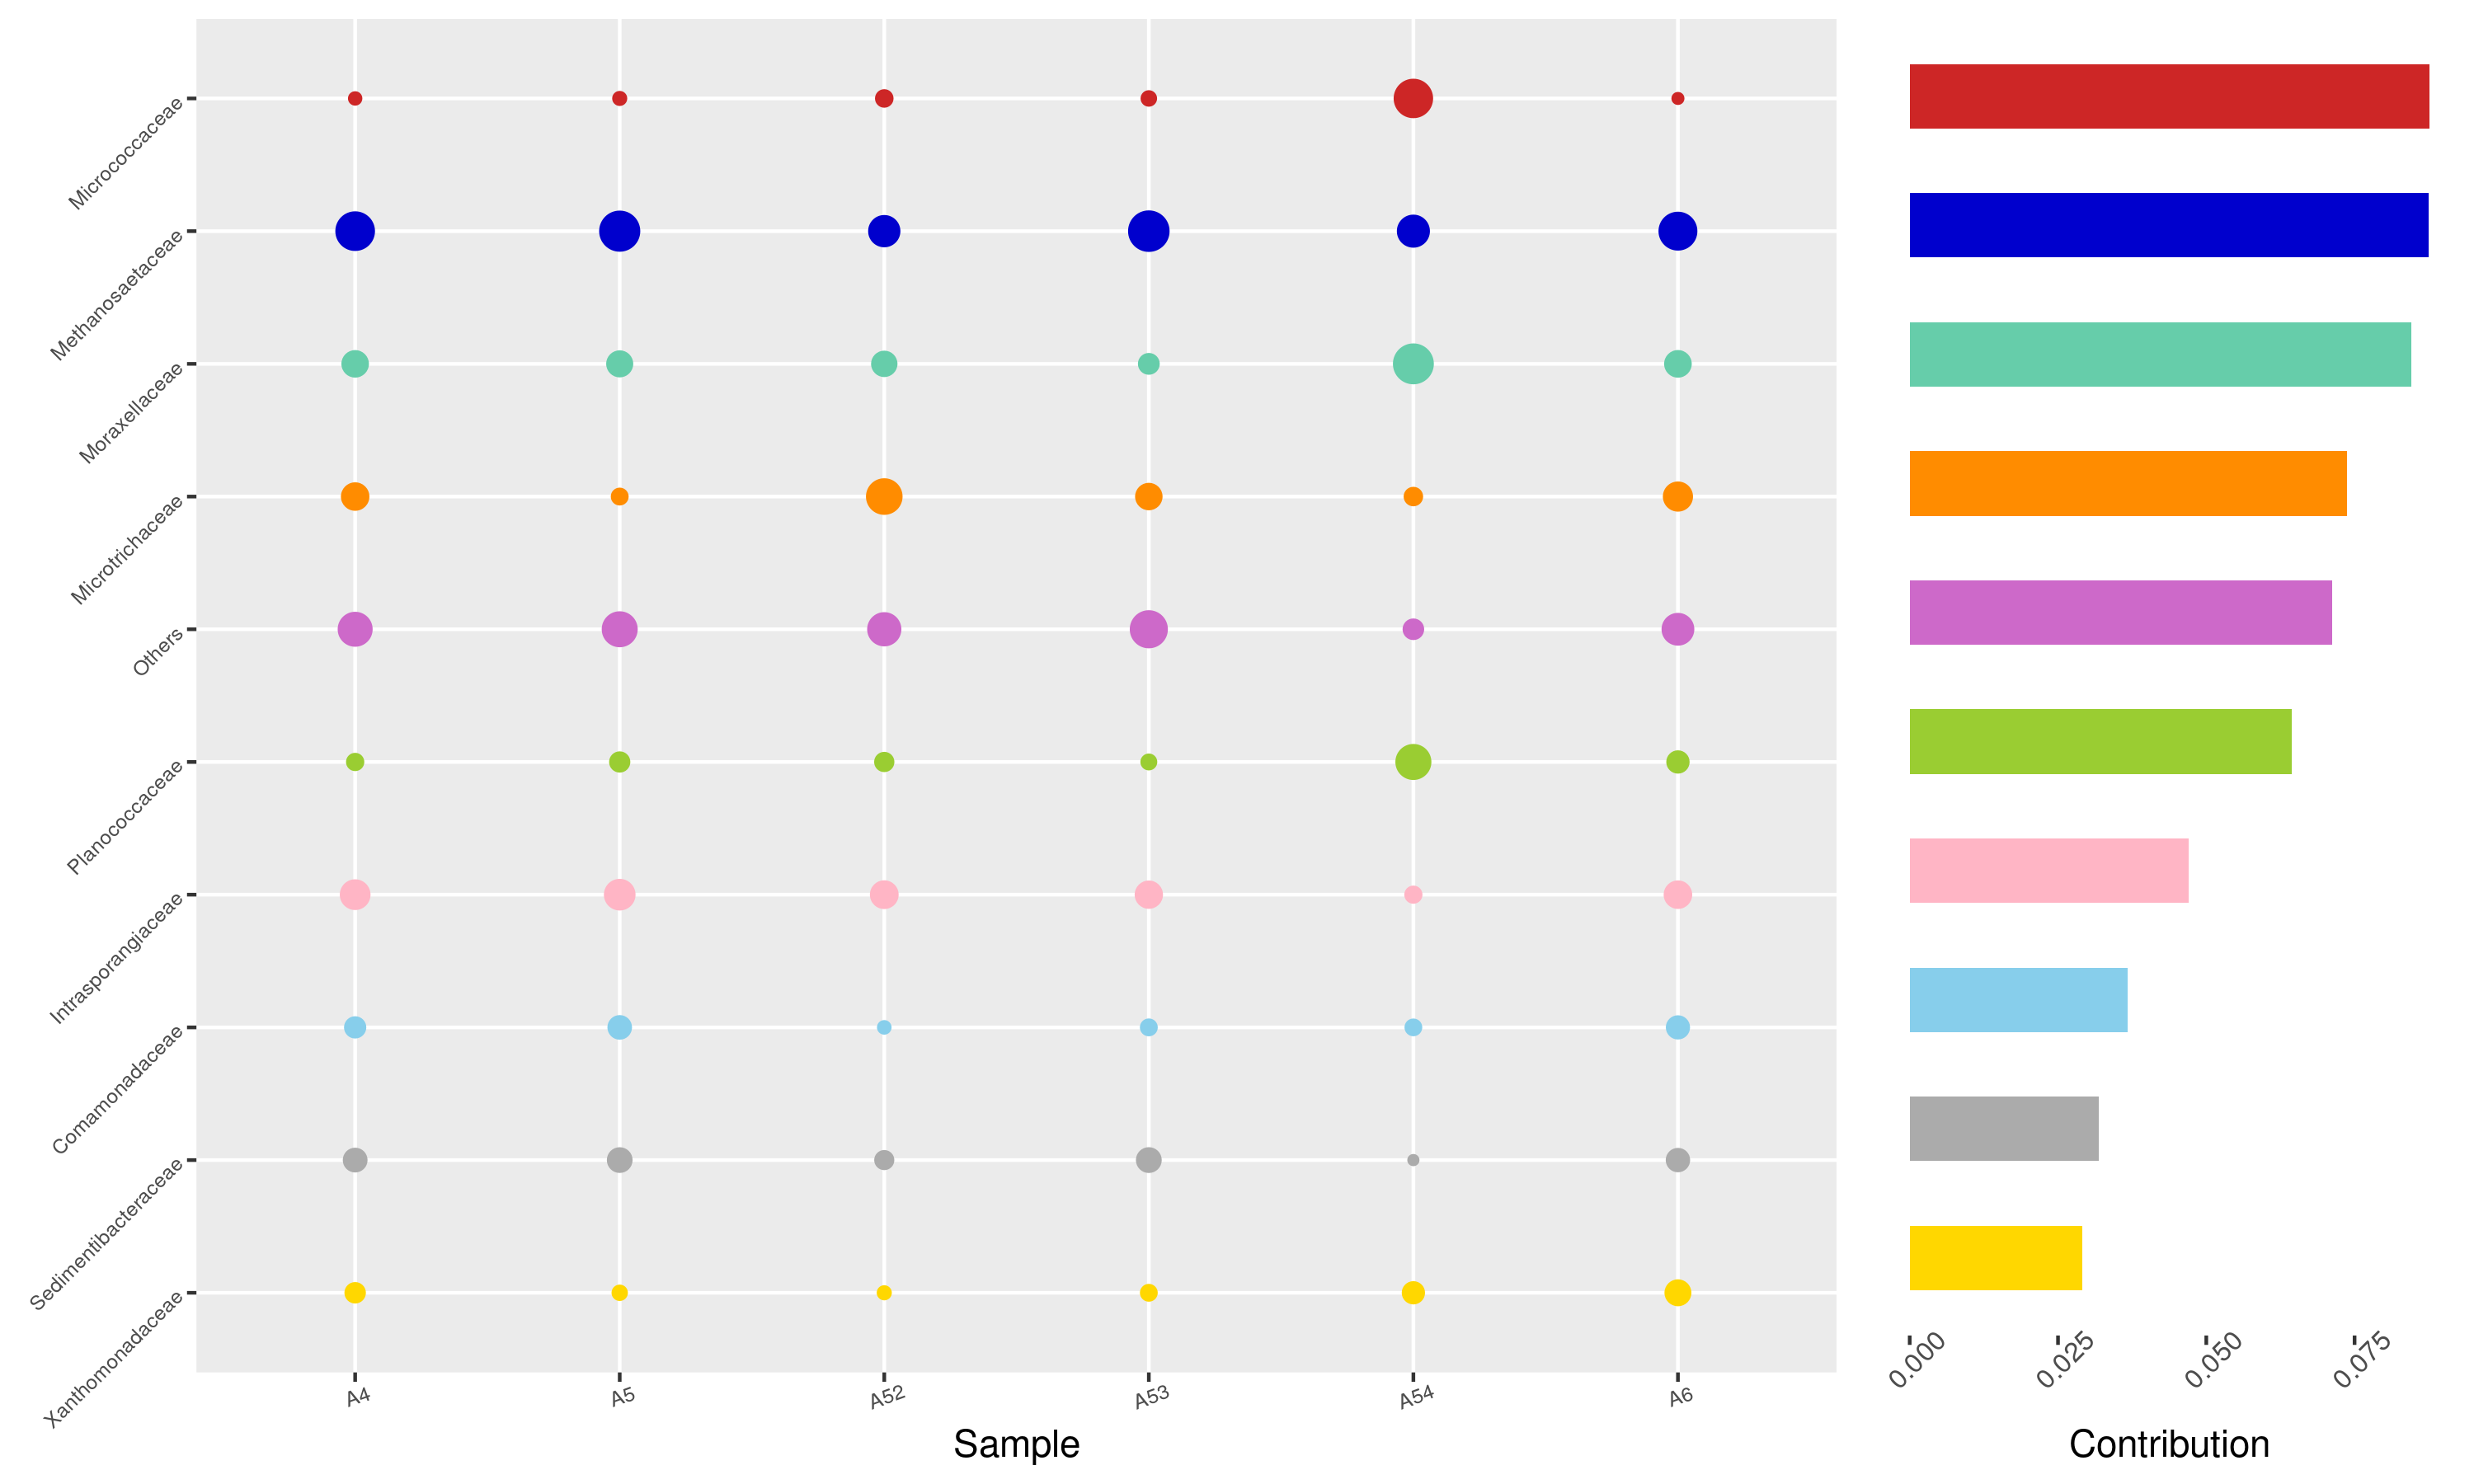 Micrococcaceae
Methanosaetaceae
Moraxellaceae
Microtrichaceae
Others
Planococcaceae
Intrasporangiaceae
Comamonadaceae
Sedimentibacteraceae
Xanthomonadaceae
A4 A5 A52 A53 A54 A6
Sample
0.000 0.025 0.050 0.075
Contribution